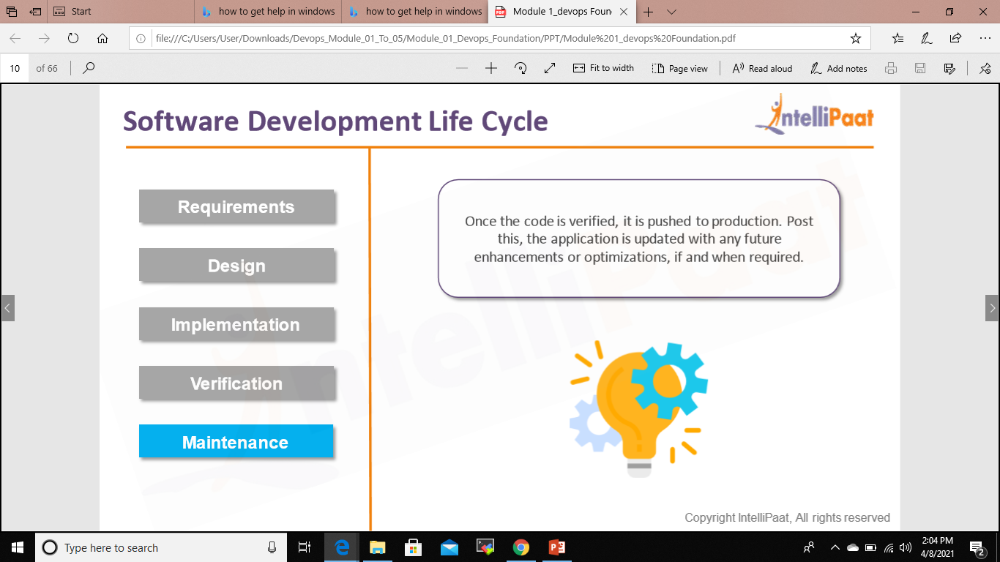 Start
how to get help in windows
how to get help in windows
Module 1_devops Foun
file:///C:/Users/User/Downloads/Devops_Module_01_To_05/Module_01_Devops_Foundation/PPT/Module%201_devops%20Foundation.pdf
10 of 66
Fit to width
Page view
Read aloud
Add notes
Software Development Life Cycle
IntelliPaat
Requirements
Design
Implementation
Verification
Maintenance
Once the code is verified, it is pushed to production. Post
this, the application is updated with any future
enhancements or optimizations, if and when required.
IntelliPaat
Copyright IntelliPaat, All rights reserved
Type here to search
2:04 PM
4/8/2021
2